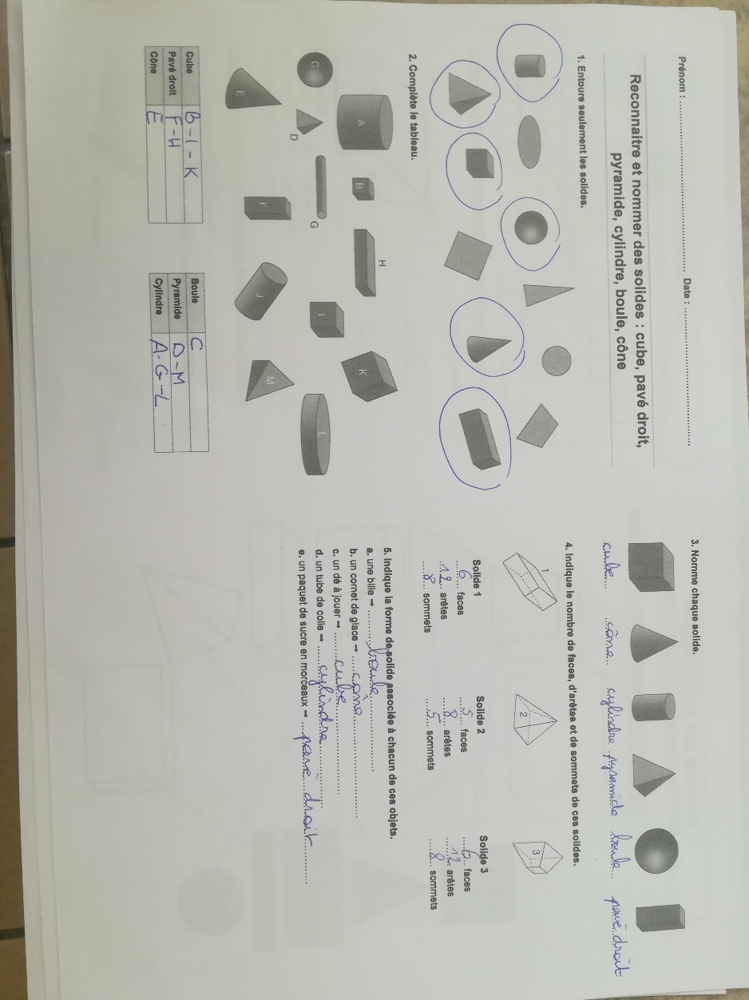 Prénom : ........................................................ Date : ..............................................
Reconnaitre et nommer des solides : cube, pavé droit,
pyramide, cylindre, boule, cône
1. Entoure seulement les solides.
2. Complète le tableau.
A
B
H
I
K
C
D
G
L
E
F
J
M
Cube B-I-K
Pavé droit F-H
Cône E
Boule C
Pyramide D-M
Cylindre A-G-L
3. Nomme chaque solide.
cube cône cylindre pyramide boule pavé droit
4. Indique le nombre de faces, d'arêtes et de sommets de ces solides.
1 2 3
Solide 1
6 faces
12 arêtes
8 sommets
Solide 2
5 faces
8 arêtes
5 sommets
Solide 3
6 faces
12 arêtes
8 sommets
5. Indique la forme de solide associée à chacun de ces objets.
a. une bille → boule
b. un cornet de glace → cône
c. un dé à jouer → cube
d. un tube de colle → cylindre
e. un paquet de sucre en morceaux → pavé droit